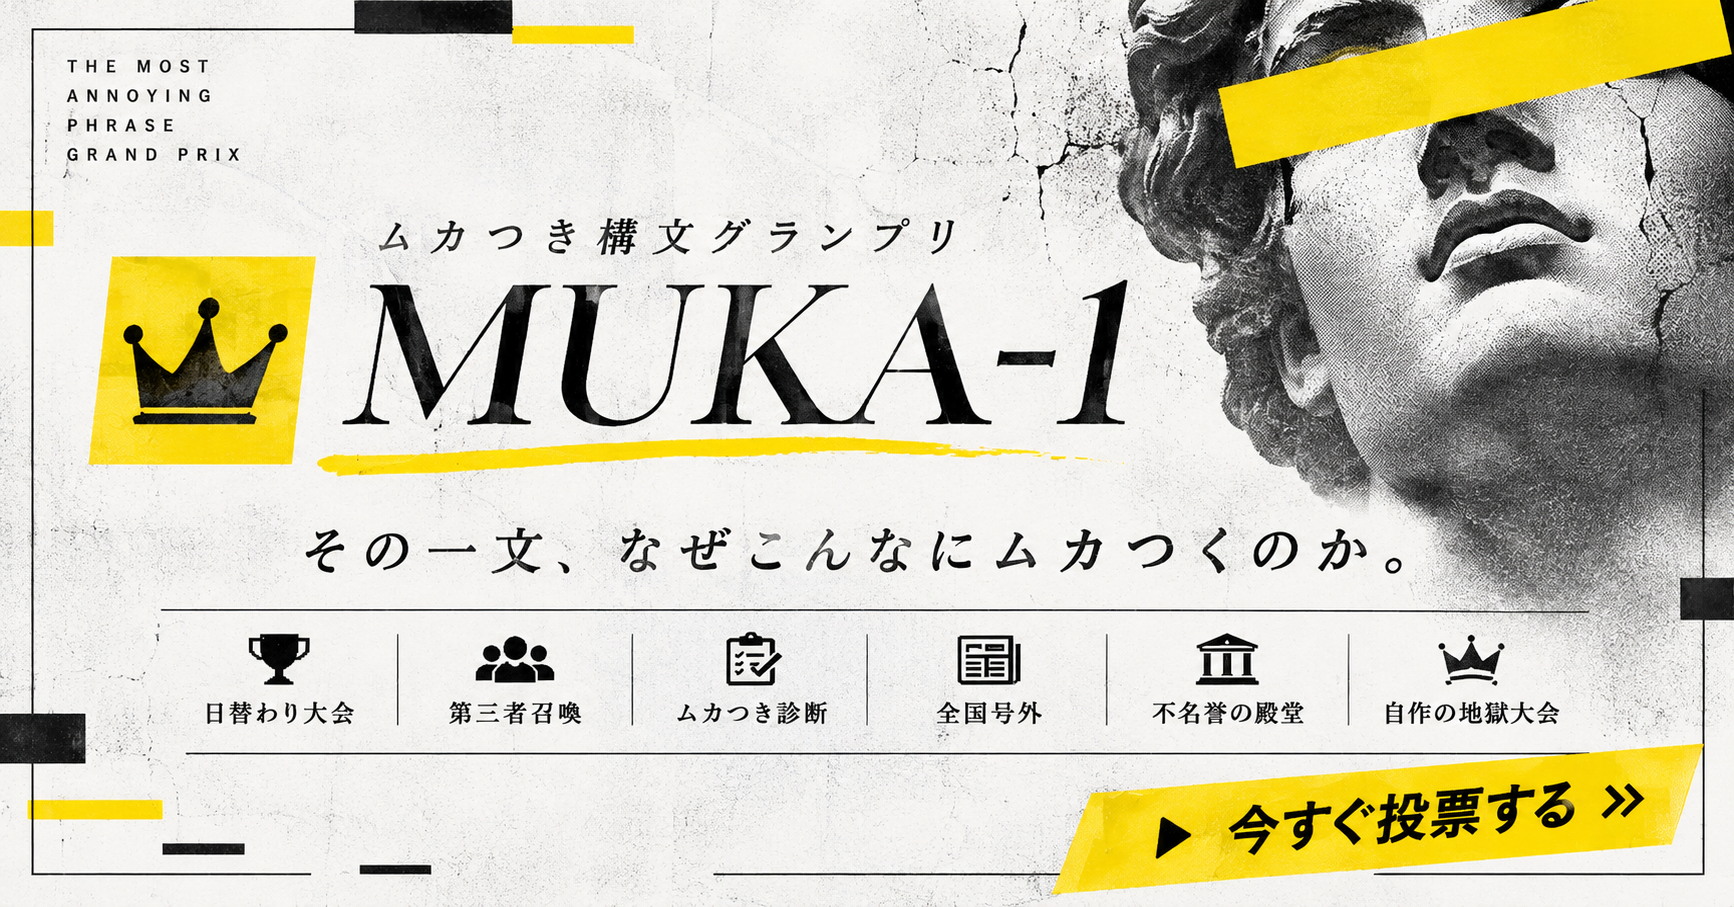 THE MOST
ANNOYING
PHRASE
GRAND PRIX
ムカつき構文グランプリ
MUKA-1
その一文、なぜこんなにムカつくのか。
日替わり大会
第三者召喚
ムカつき診断
全国号外
不名誉の殿堂
自作の地獄大会
今すぐ投票する